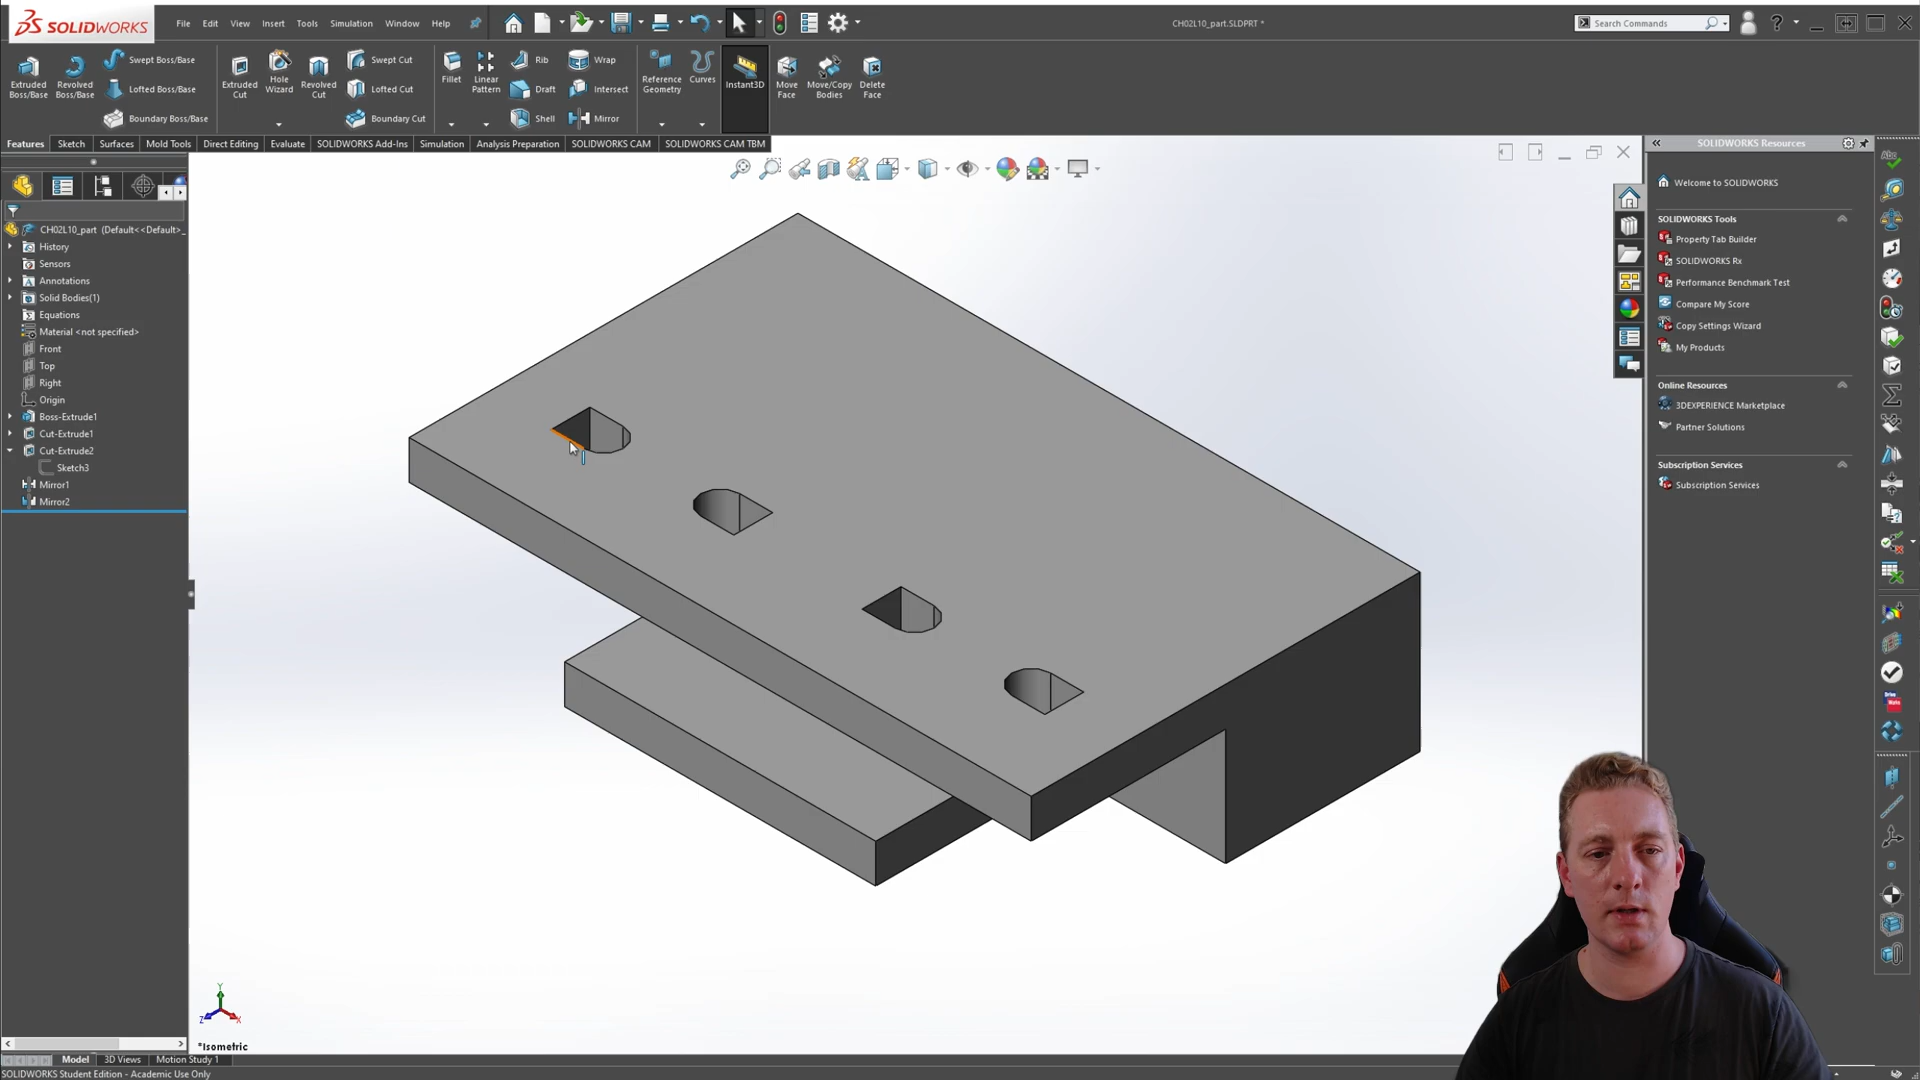 SOLIDWORKS
File Edit View Insert Tools Simulation Window Help
CH02L10_part.SLDPRT *
Search Commands
Extruded Boss/Base
Revolved Boss/Base
Swept Boss/Base
Lofted Boss/Base
Boundary Boss/Base
Extruded Cut
Hole Wizard
Revolved Cut
Swept Cut
Lofted Cut
Boundary Cut
Fillet
Linear Pattern
Rib
Draft
Shell
Wrap
Intersect
Mirror
Reference Geometry
Curves
Instant3D
Move Face
Move/Copy Bodies
Delete Face
Features Sketch Surfaces Mold Tools Direct Editing Evaluate SOLIDWORKS Add-Ins Simulation Analysis Preparation SOLIDWORKS CAM SOLIDWORKS CAM TBM
CH02L10_part (Default<<Default>_
History
Sensors
Annotations
Solid Bodies(1)
Equations
Material <not specified>
Front
Top
Right
Origin
Boss-Extrude1
Cut-Extrude1
Cut-Extrude2
Sketch3
Mirror1
Mirror2
SOLIDWORKS Resources
Welcome to SOLIDWORKS
SOLIDWORKS Tools
Property Tab Builder
SOLIDWORKS Rx
Performance Benchmark Test
Compare My Score
Copy Settings Wizard
My Products
Online Resources
3DEXPERIENCE Marketplace
Partner Solutions
Subscription Services
Subscription Services
Y
Z X
*Isometric
Model 3D Views Motion Study 1
SOLIDWORKS Student Edition - Academic Use Only